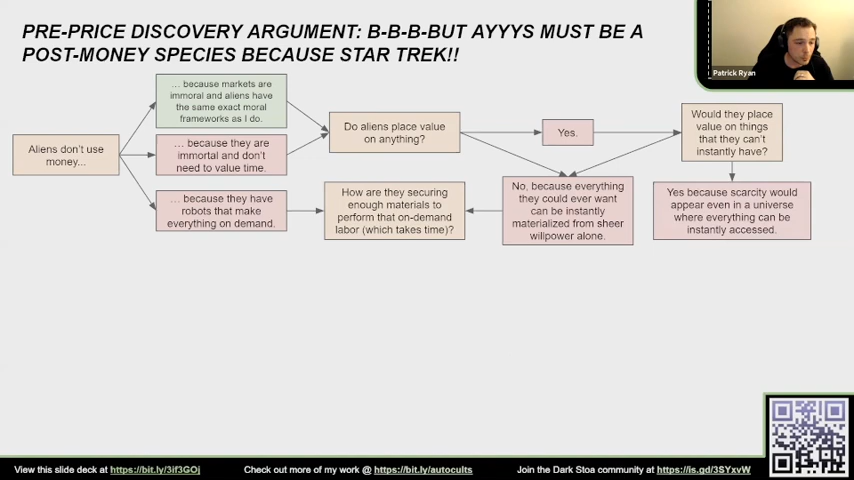 PRE-PRICE DISCOVERY ARGUMENT: B-B-B-BUT AYYYS MUST BE A
POST-MONEY SPECIES BECAUSE STAR TREK!!
Patrick Ryan
Aliens don't use
money...
... because markets are
immoral and aliens have
the same exact moral
frameworks as I do.
... because they are
immortal and don't
need to value time.
... because they have
robots that make
everything on demand.
Do aliens place value
on anything?
How are they securing
enough materials to
perform that on-demand
labor (which takes time)?
Yes.
No, because everything
they could ever want
can be instantly
materialized from sheer
willpower alone.
Would they place
value on things
that they can't
instantly have?
Yes because scarcity would
appear even in a universe
where everything can be
instantly accessed.
View this slide deck at https://bit.ly/3if3GOj
Check out more of my work @ https://bit.ly/autocults
Join the Dark Stoa community at https://is.gd/3SYxvW